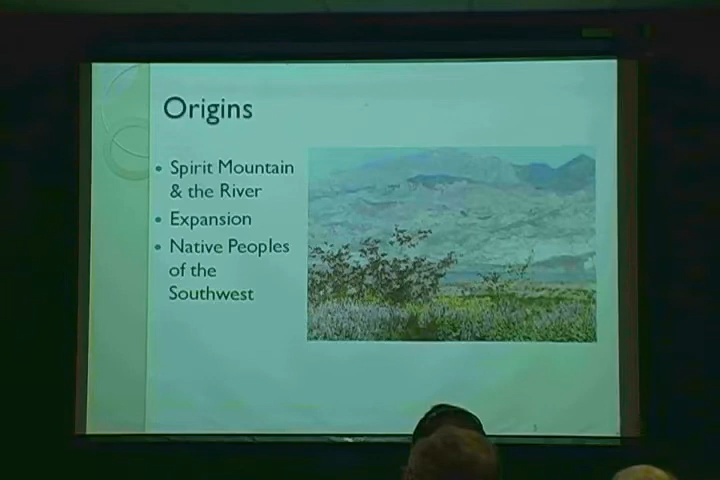 Origins
• Spirit Mountain
& the River
• Expansion
• Native Peoples
of the
Southwest